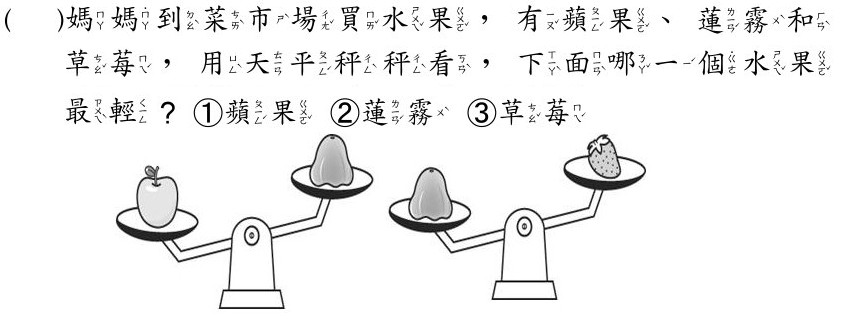 (　　)媽媽到菜市場買水果，有蘋果、蓮霧和
草莓，用天平秤秤看，下面哪一個水果
最輕？①蘋果 ②蓮霧 ③草莓